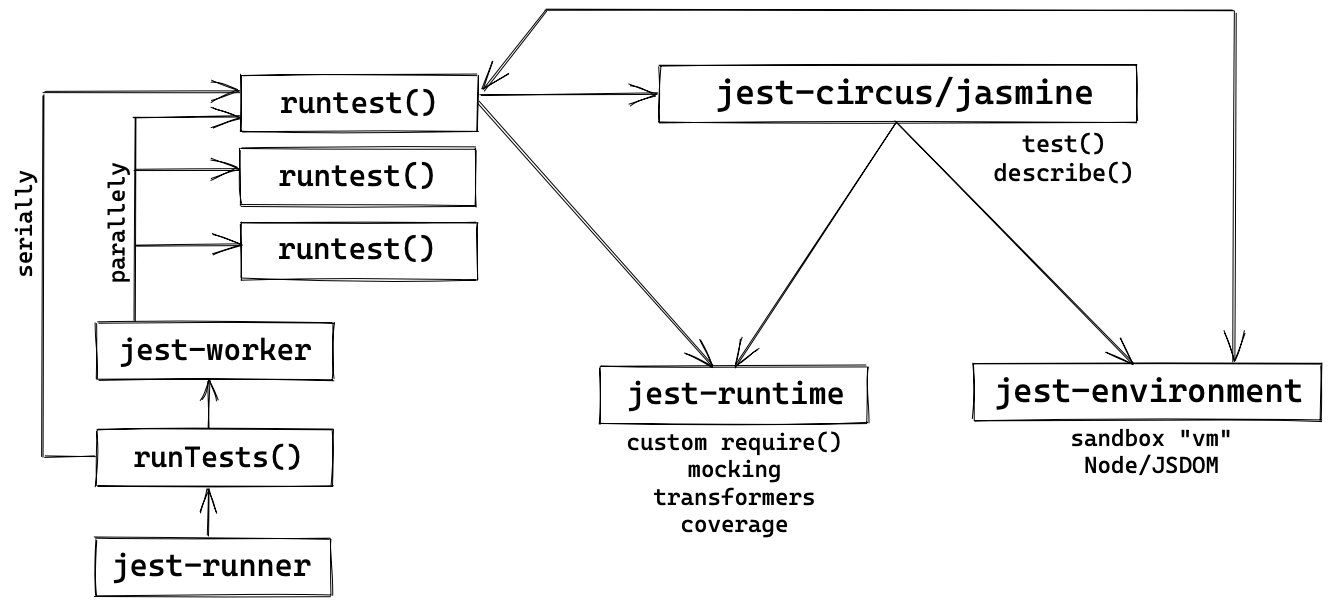 runtest()
jest-circus/jasmine
test()
describe()
runtest()
runtest()
serially
parallely
jest-worker
jest-runtime
jest-environment
custom require()
mocking
transformers
coverage
sandbox "vm"
Node/JSDOM
runTests()
jest-runner